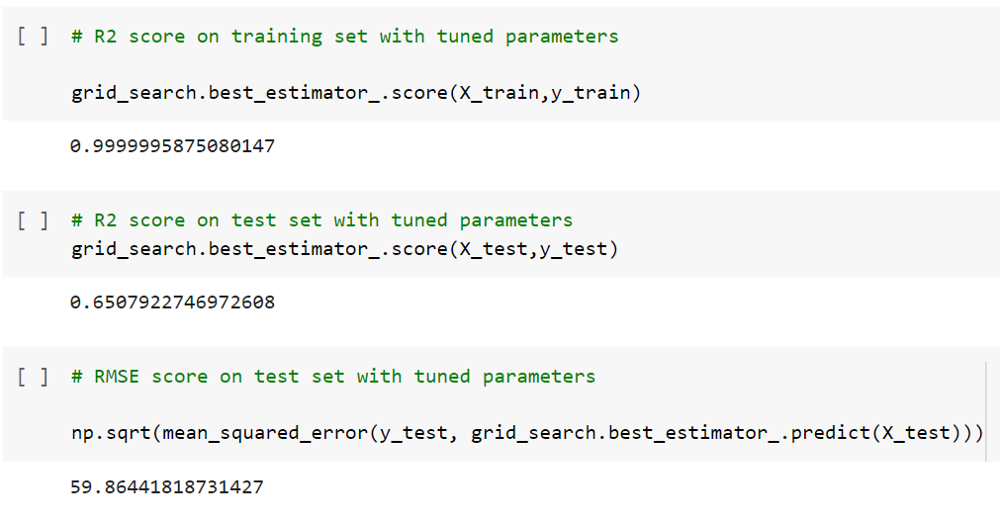 [ ] # R2 score on training set with tuned parameters
grid_search.best_estimator_.score(X_train,y_train)
0.9999995875080147
[ ] # R2 score on test set with tuned parameters
grid_search.best_estimator_.score(X_test,y_test)
0.6507922746972608
[ ] # RMSE score on test set with tuned parameters
np.sqrt(mean_squared_error(y_test, grid_search.best_estimator_.predict(X_test)))
59.86441818731427